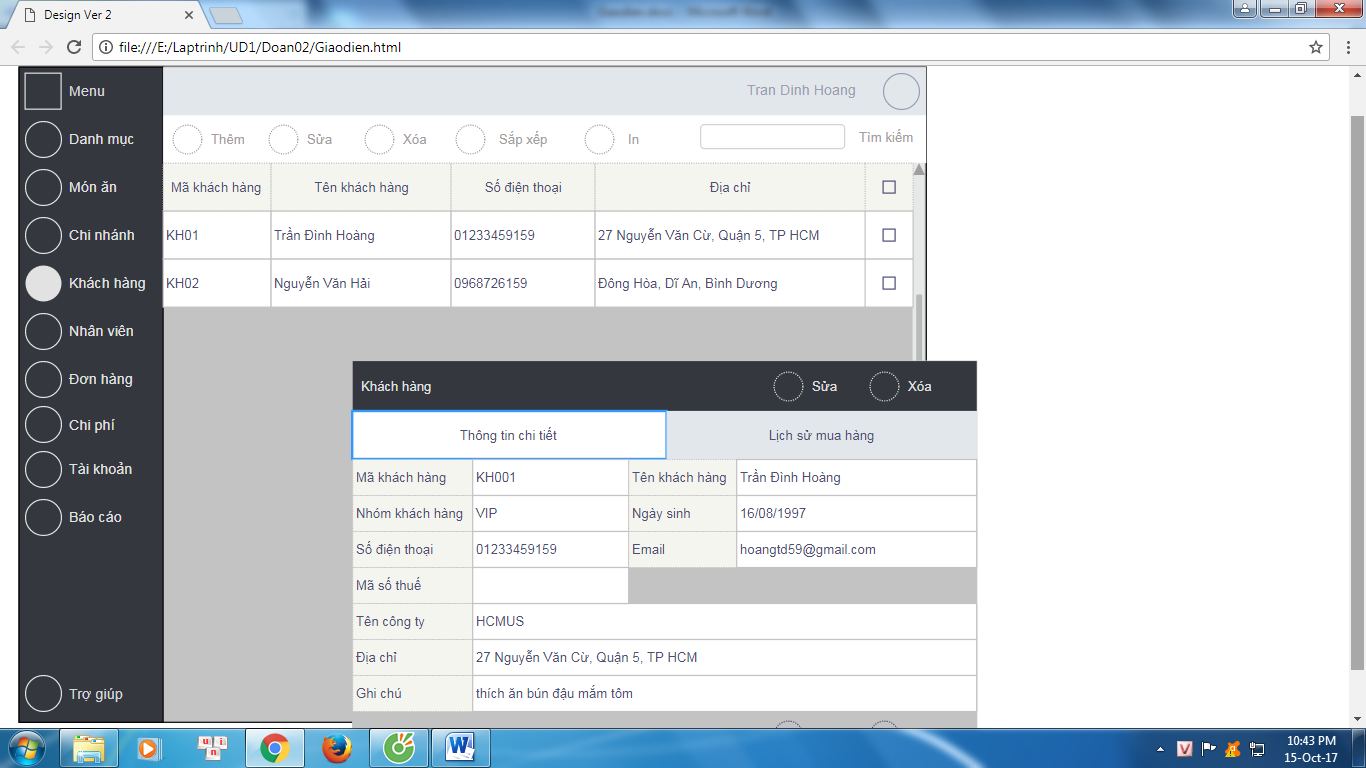 Design Ver 2
file:///E:/Laptrinh/UD1/Doan02/Giaodien.html
Menu
Tran Dinh Hoang
Danh mục
Thêm Sửa Xóa Sắp xếp In Tìm kiếm
Món ăn
Mã khách hàng Tên khách hàng Số điện thoại Địa chỉ
Chi nhánh
KH01 Trần Đình Hoàng 01233459159 27 Nguyễn Văn Cừ, Quận 5, TP HCM
Khách hàng
KH02 Nguyễn Văn Hải 0968726159 Đông Hòa, Dĩ An, Bình Dương
Nhân viên
Đơn hàng
Chi phí
Tài khoản
Báo cáo
Trợ giúp
Khách hàng Sửa Xóa
Thông tin chi tiết Lịch sử mua hàng
Mã khách hàng KH001 Tên khách hàng Trần Đình Hoàng
Nhóm khách hàng VIP Ngày sinh 16/08/1997
Số điện thoại 01233459159 Email hoangtd59@gmail.com
Mã số thuế
Tên công ty HCMUS
Địa chỉ 27 Nguyễn Văn Cừ, Quận 5, TP HCM
Ghi chú thích ăn bún đậu mắm tôm
10:43 PM
15-Oct-17